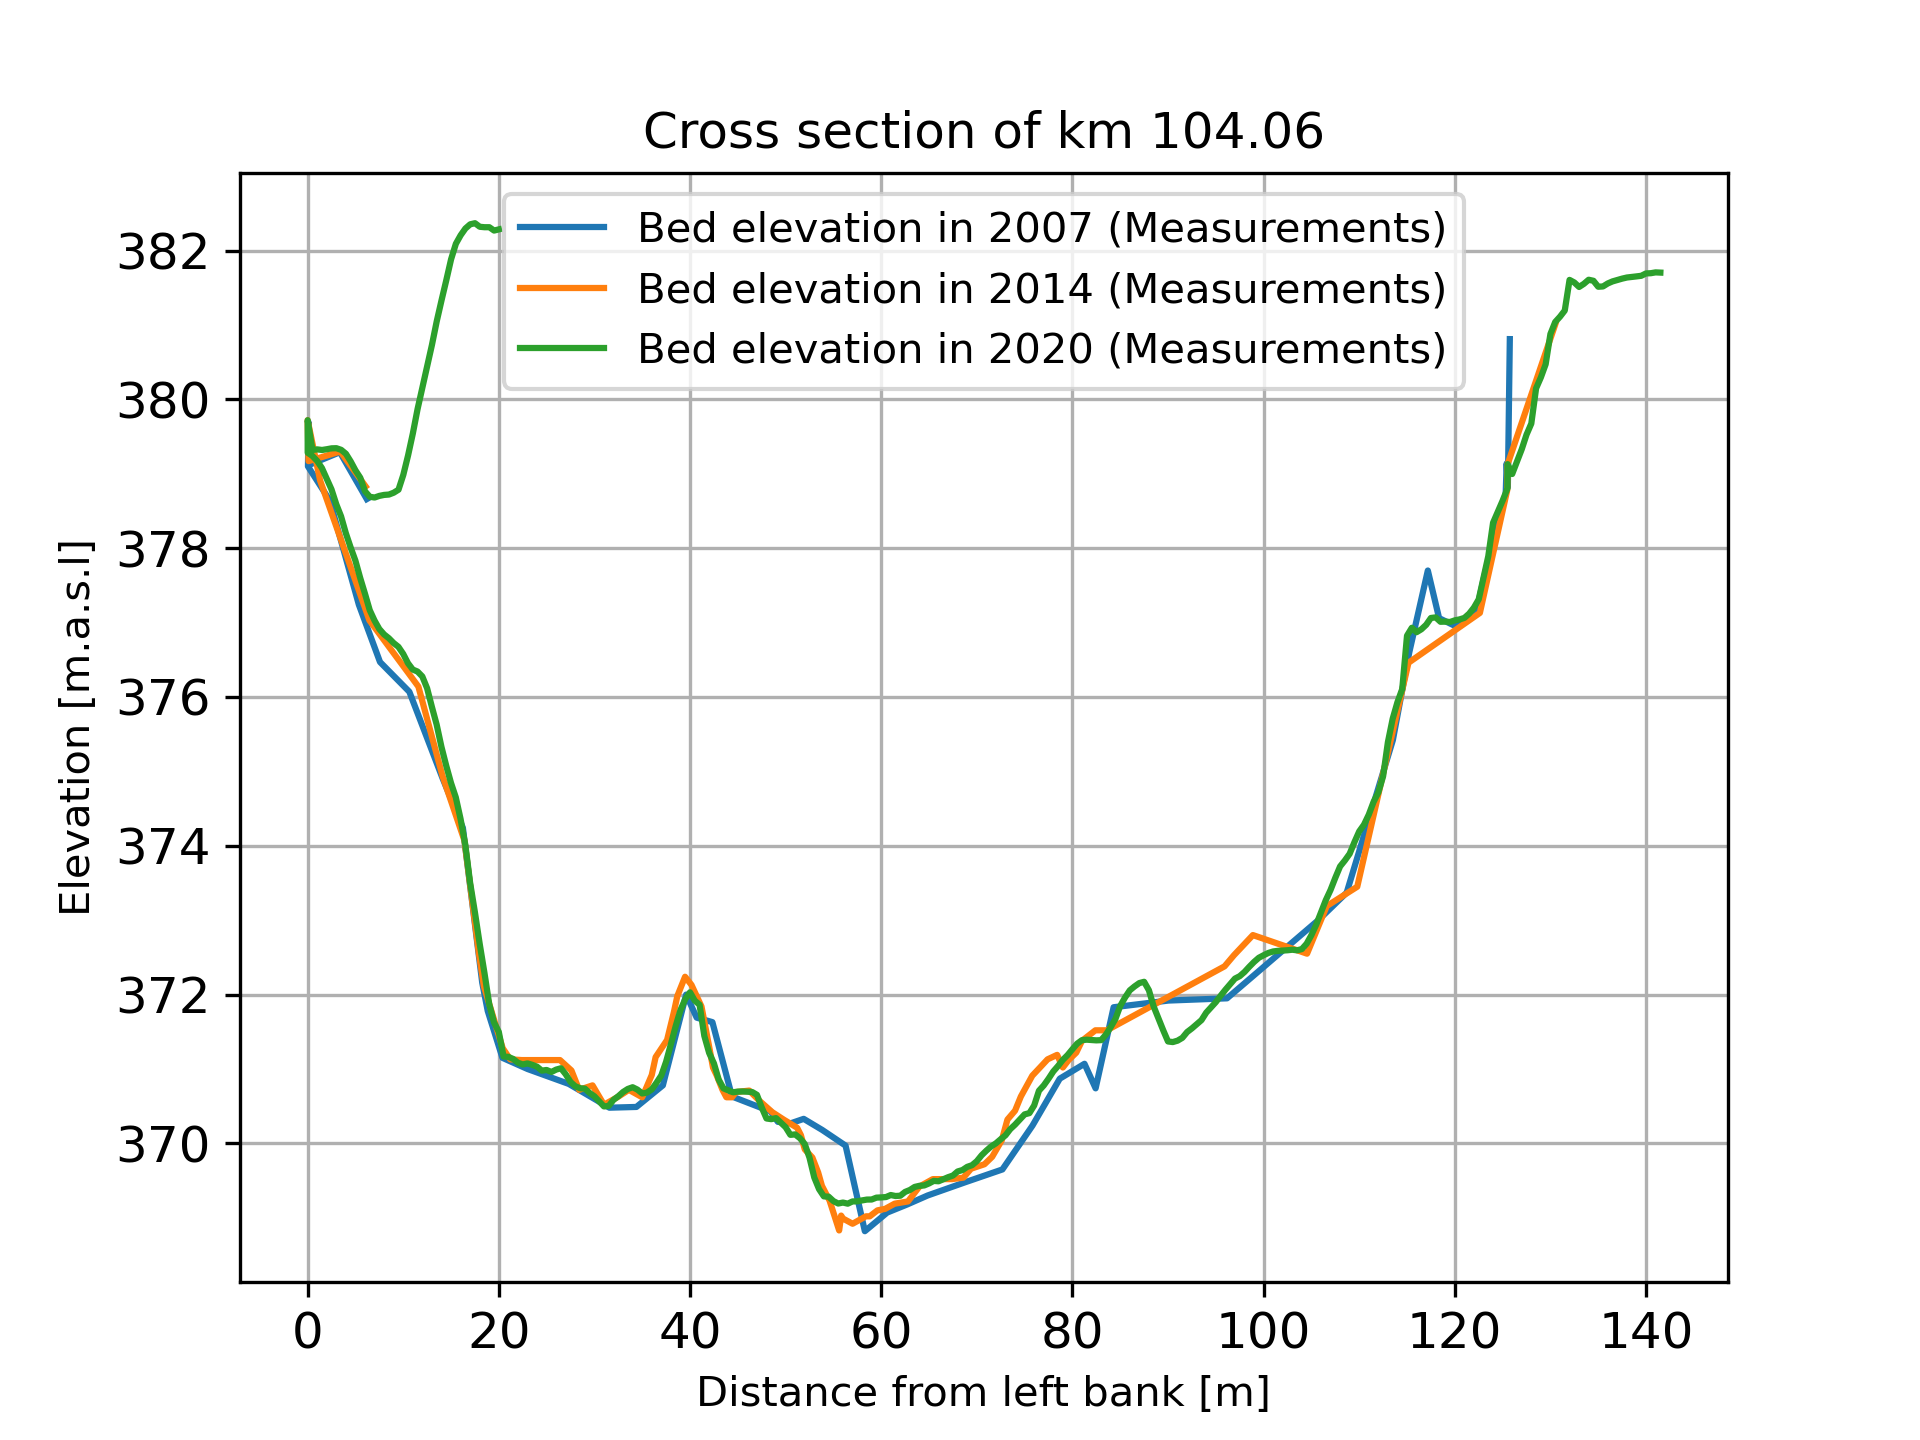 Cross section of km 104.06
Bed elevation in 2007 (Measurements)
Bed elevation in 2014 (Measurements)
Bed elevation in 2020 (Measurements)
382
380
378
376
374
372
370
Elevation [m.a.s.l]
0 20 40 60 80 100 120 140
Distance from left bank [m]